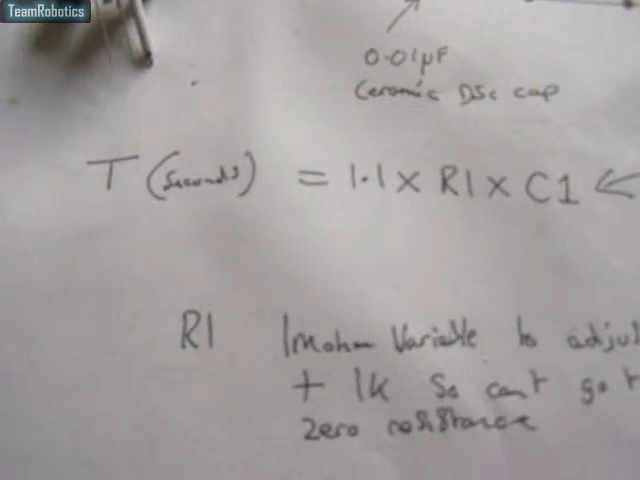 TeamRobotics
0.01µF
Ceramic Disc cap
T (seconds) = 1.1 x R1 x C1
R1 1mohm Variable to adjus
+ 1K so can't go t
zero resistance